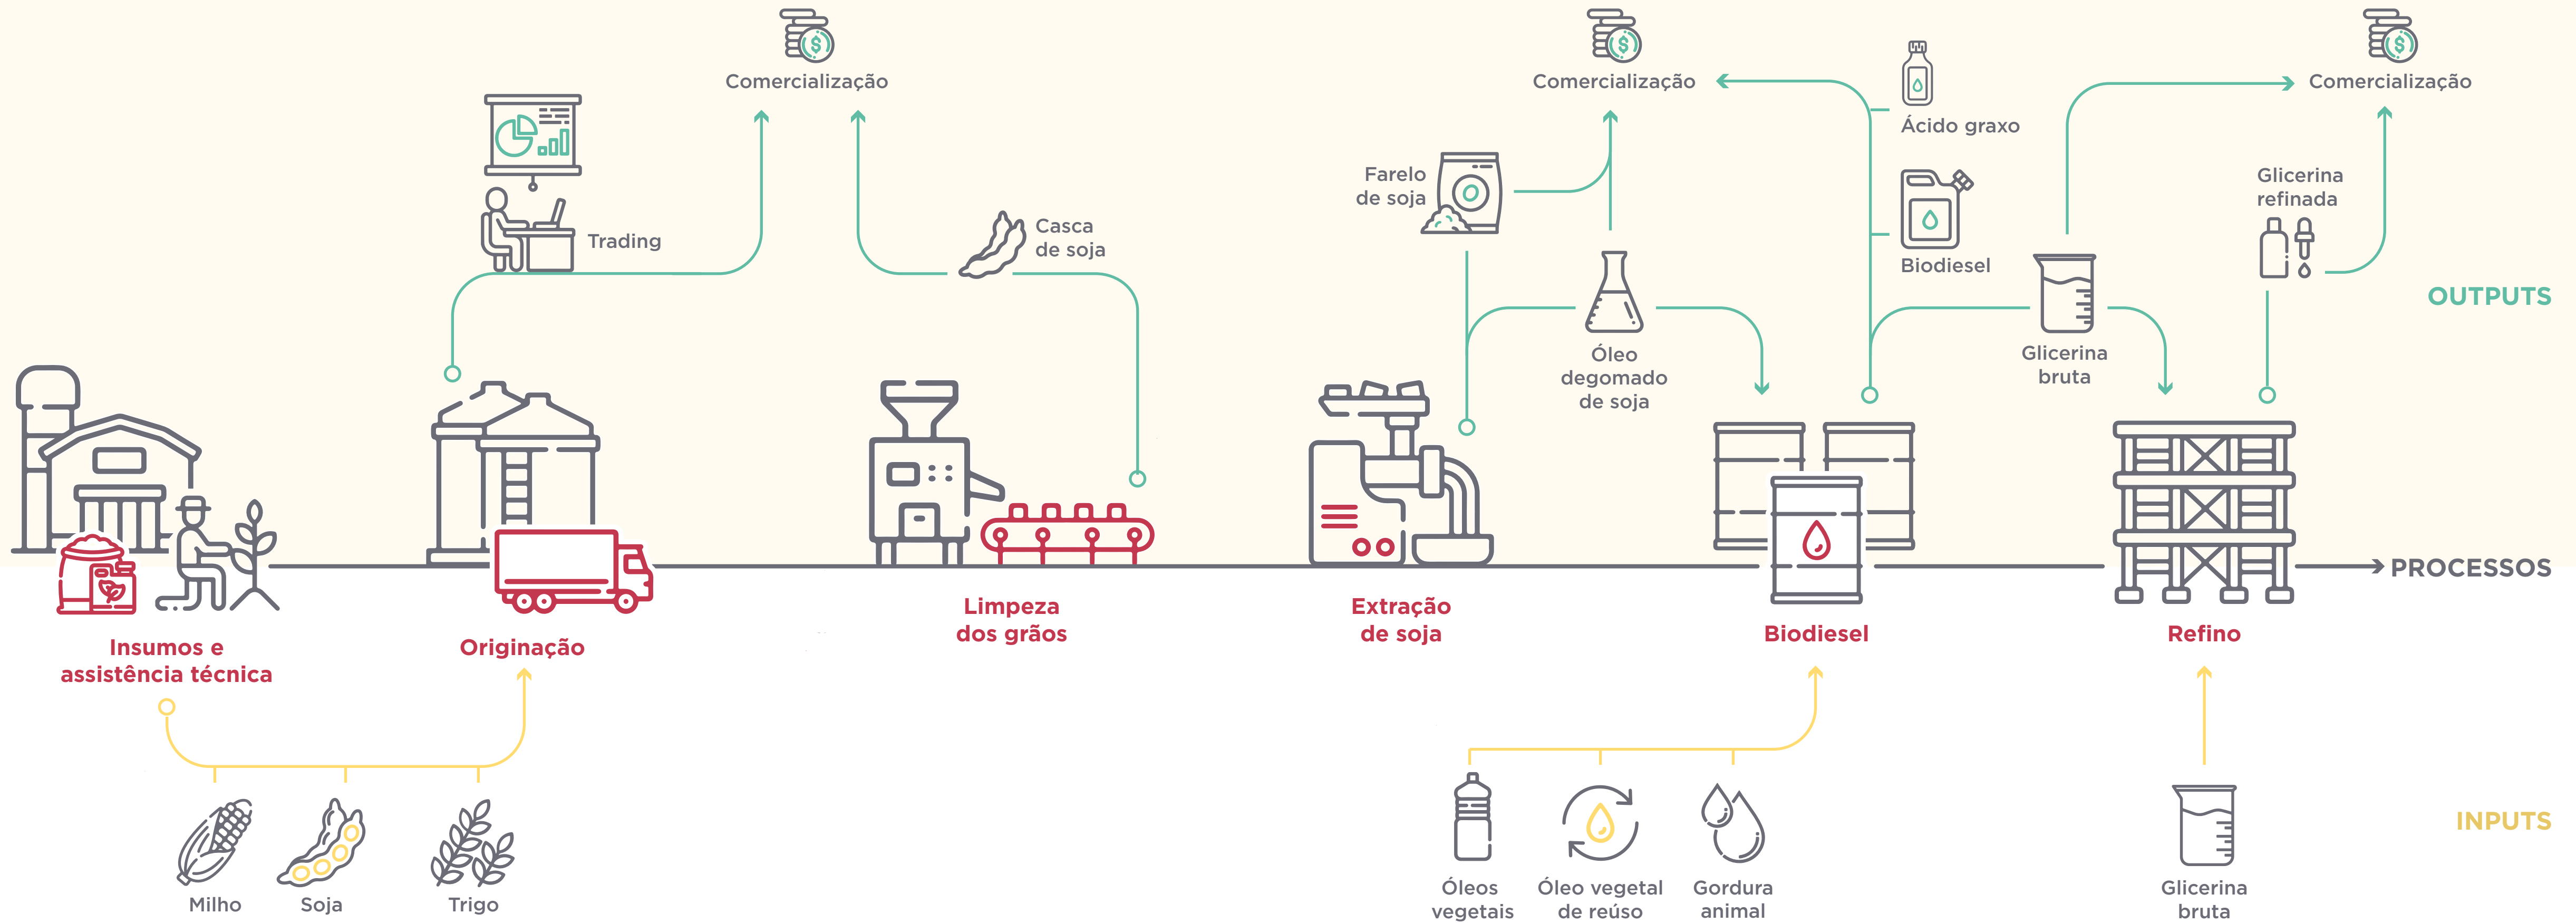 Comercialização
Comercialização
Comercialização
Ácido graxo
Farelo
de soja
Glicerina
refinada
Trading
Casca
de soja
Biodiesel
OUTPUTS
Óleo
degomado
de soja
Glicerina
bruta
PROCESSOS
Insumos e
assistência técnica
Originação
Limpeza
dos grãos
Extração
de soja
Biodiesel
Refino
INPUTS
Milho
Soja
Trigo
Óleos
vegetais
Óleo vegetal
de reúso
Gordura
animal
Glicerina
bruta